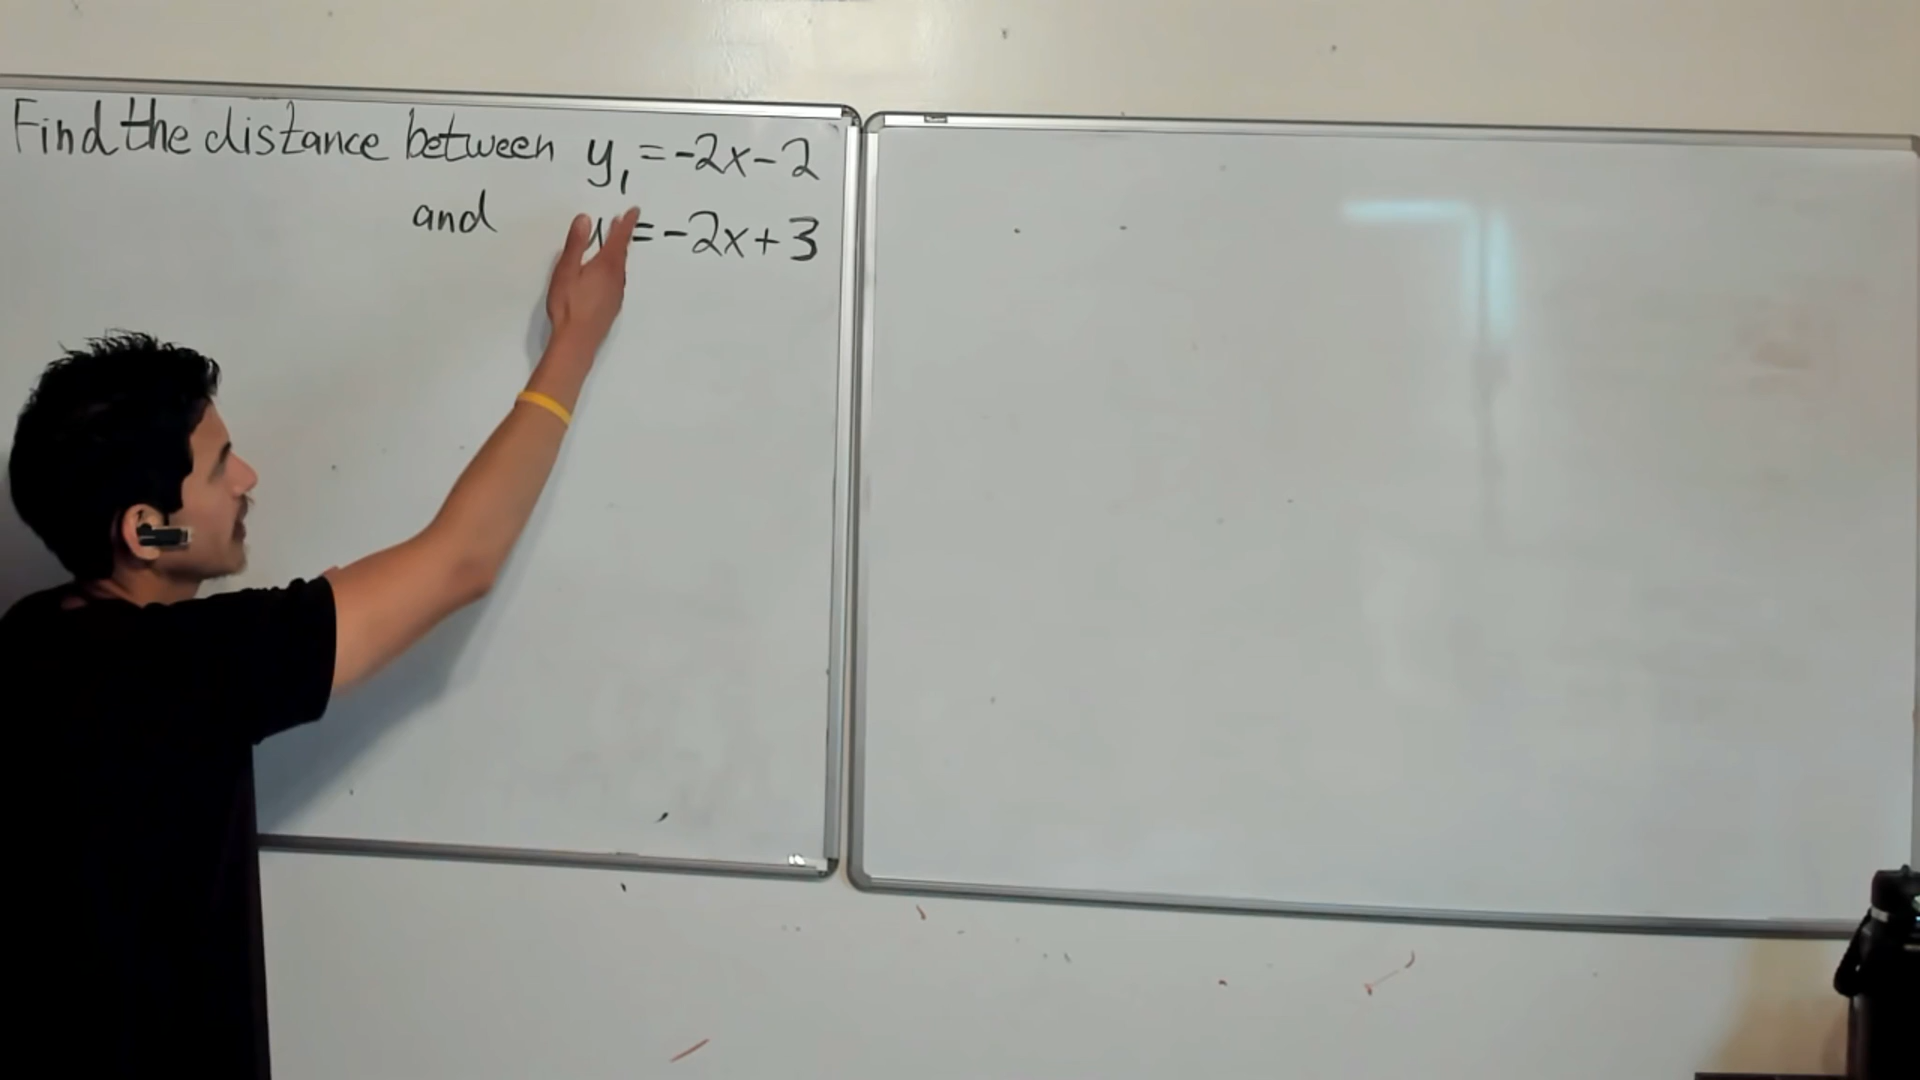 Find the distance between y₁ = -2x - 2
and y = -2x + 3